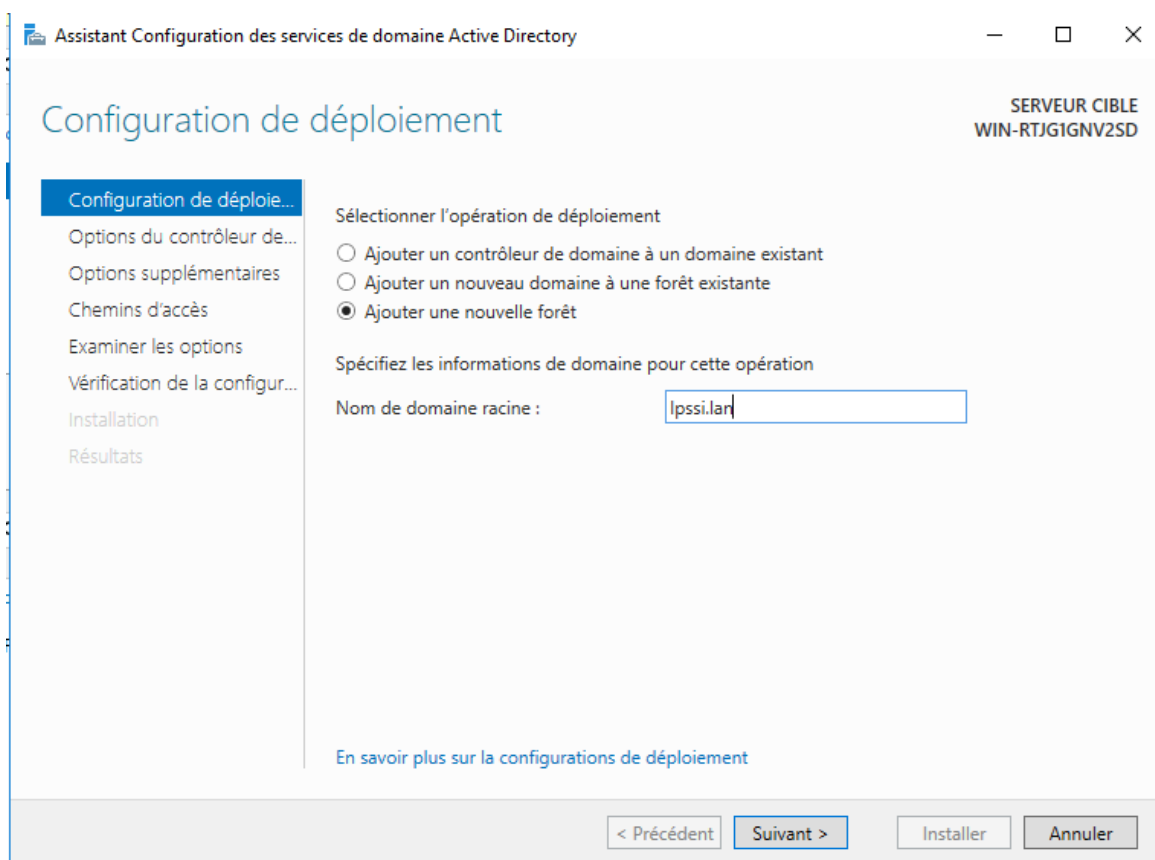 Assistant Configuration des services de domaine Active Directory
Configuration de déploiement
SERVEUR CIBLE
WIN-RTJG1GNV2SD
Configuration de déploie...
Options du contrôleur de...
Options supplémentaires
Chemins d'accès
Examiner les options
Vérification de la configur...
Installation
Résultats
Sélectionner l'opération de déploiement
Ajouter un contrôleur de domaine à un domaine existant
Ajouter un nouveau domaine à une forêt existante
Ajouter une nouvelle forêt
Spécifiez les informations de domaine pour cette opération
Nom de domaine racine : lpssi.lan
En savoir plus sur la configurations de déploiement
< Précédent Suivant > Installer Annuler